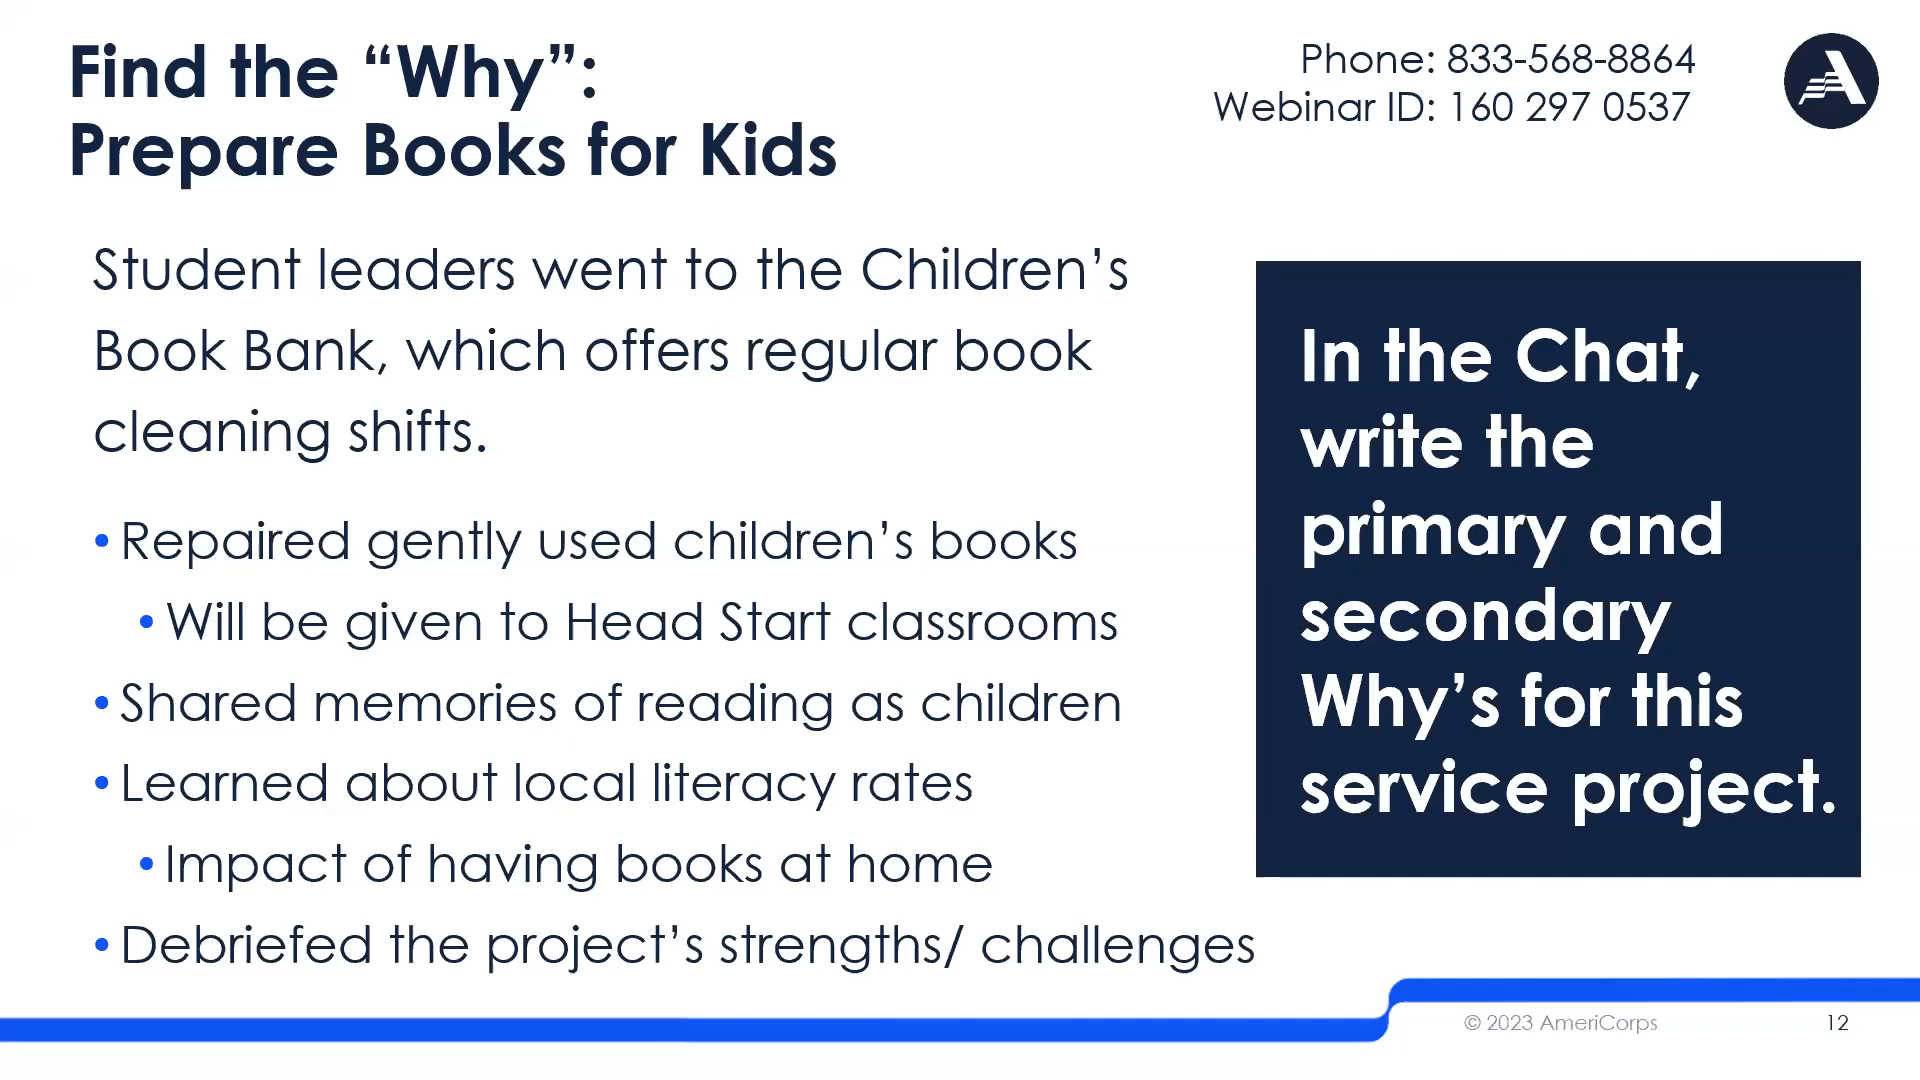 Find the “Why”:
Prepare Books for Kids
Phone: 833-568-8864
Webinar ID: 160 297 0537
Student leaders went to the Children’s
Book Bank, which offers regular book
cleaning shifts.
• Repaired gently used children’s books
• Will be given to Head Start classrooms
• Shared memories of reading as children
• Learned about local literacy rates
• Impact of having books at home
• Debriefed the project’s strengths/ challenges
In the Chat,
write the
primary and
secondary
Why’s for this
service project.
© 2023 AmeriCorps
12